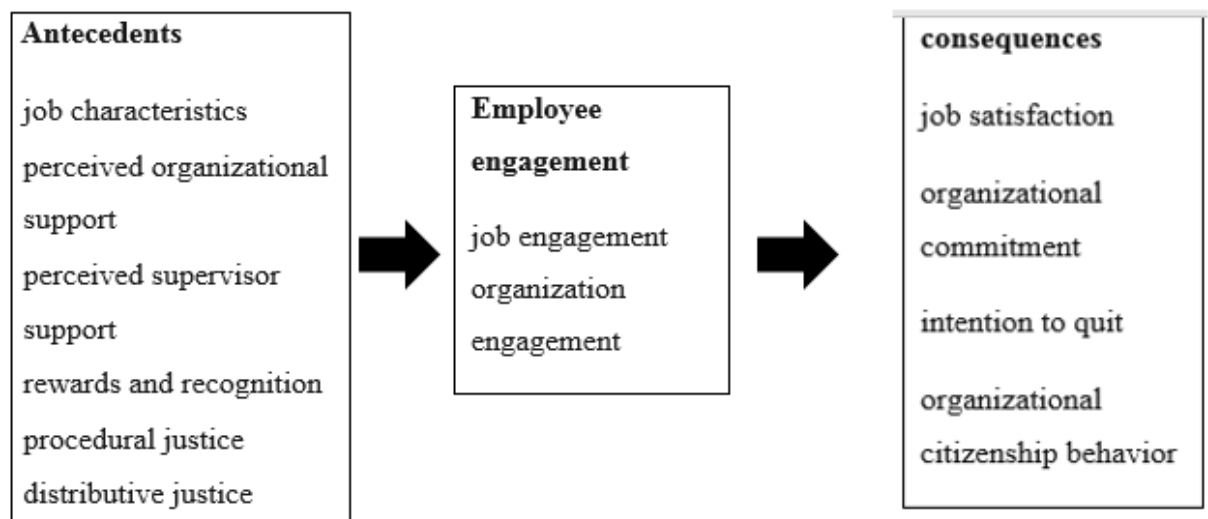 Antecedents
job characteristics
perceived organizational
support
perceived supervisor
support
rewards and recognition
procedural justice
distributive justice
Employee
engagement
job engagement
organization
engagement
consequences
job satisfaction
organizational
commitment
intention to quit
organizational
citizenship behavior